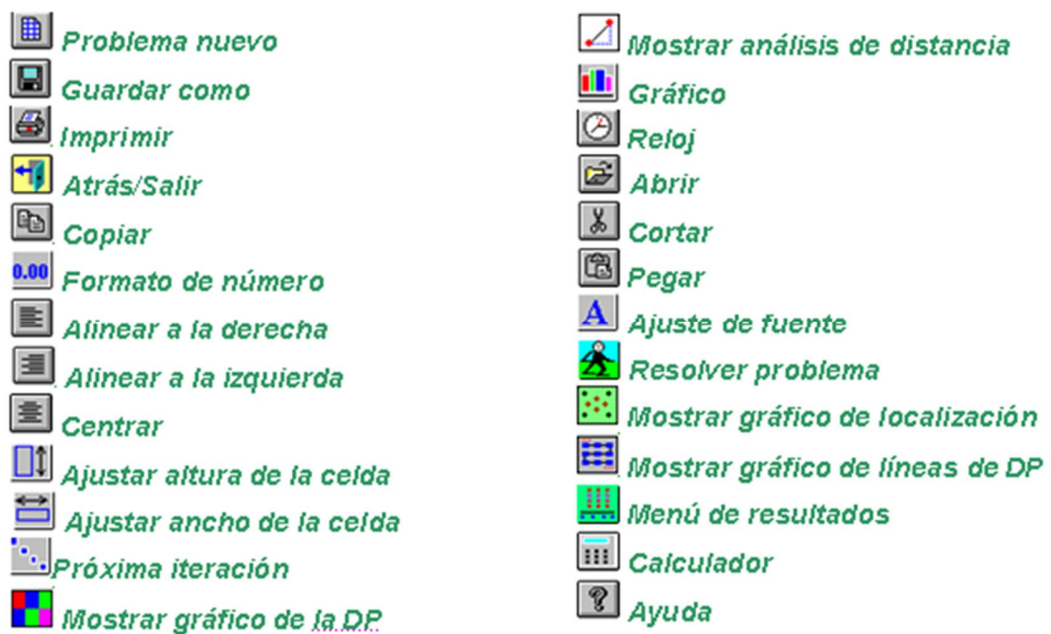 Problema nuevo
Guardar como
Imprimir
Atrás/Salir
Copiar
0.00 Formato de número
Alinear a la derecha
Alinear a la izquierda
Centrar
Ajustar altura de la celda
Ajustar ancho de la celda
Próxima iteración
Mostrar gráfico de la DP
Mostrar análisis de distancia
Gráfico
Reloj
Abrir
Cortar
Pegar
A Ajuste de fuente
Resolver problema
Mostrar gráfico de localización
Mostrar gráfico de líneas de DP
Menú de resultados
Calculador
? Ayuda